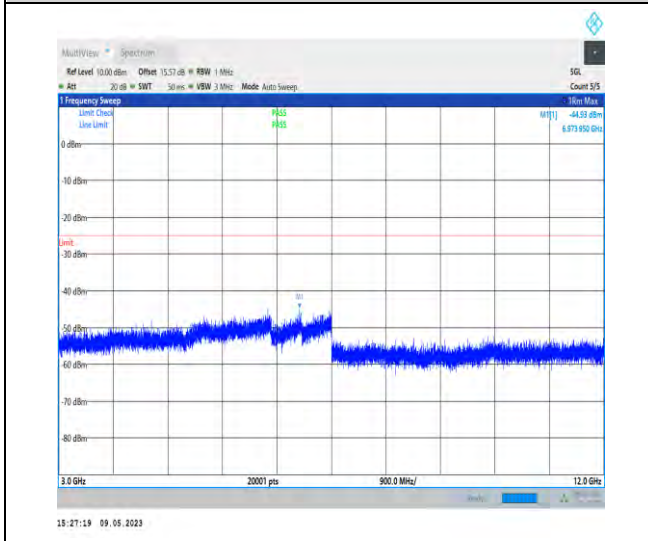 MultiView Spectrum
Ref Level 10.00 dBm Offset 15.57 dB RBW 1 MHz SGL
Att 20 dB SWT 50 ms VBW 3 MHz Mode Auto Sweep Count 5/5
1 Frequency Sweep 1Rm Max
Limit Check PASS M1[1] -44.93 dBm
Line Limit PASS 6.973 950 GHz
0 dBm
-10 dBm
-20 dBm
Limit
-30 dBm
-40 dBm
M1
-50 dBm
-60 dBm
-70 dBm
-80 dBm
3.0 GHz 20001 pts 900.0 MHz/ 12.0 GHz
15:27:19 09.05.2023